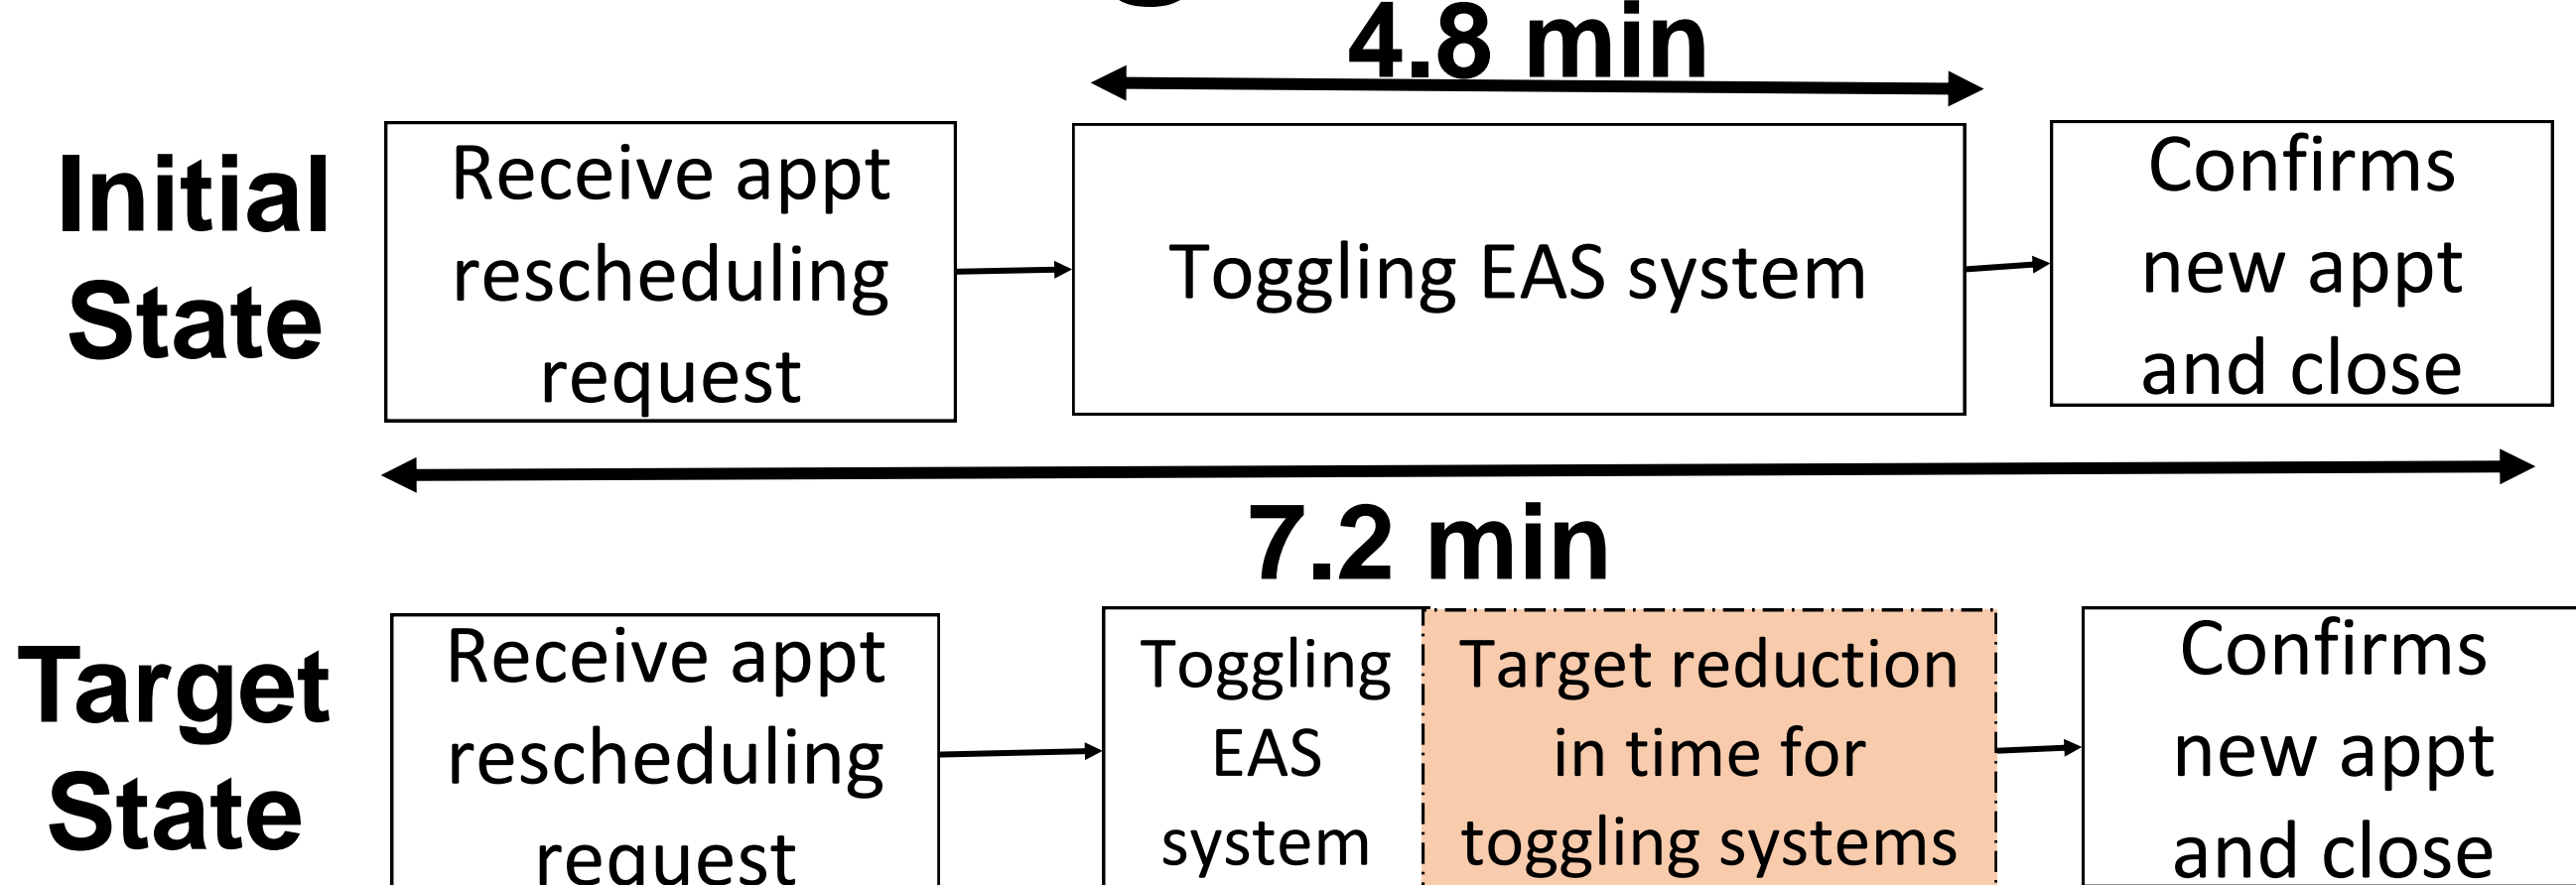 4.8 min
Initial
State
Receive appt
rescheduling
request
Toggling EAS system
Confirms
new appt
and close
7.2 min
Target
State
Receive appt
rescheduling
request
Toggling
EAS
system
Target reduction
in time for
toggling systems
Confirms
new appt
and close